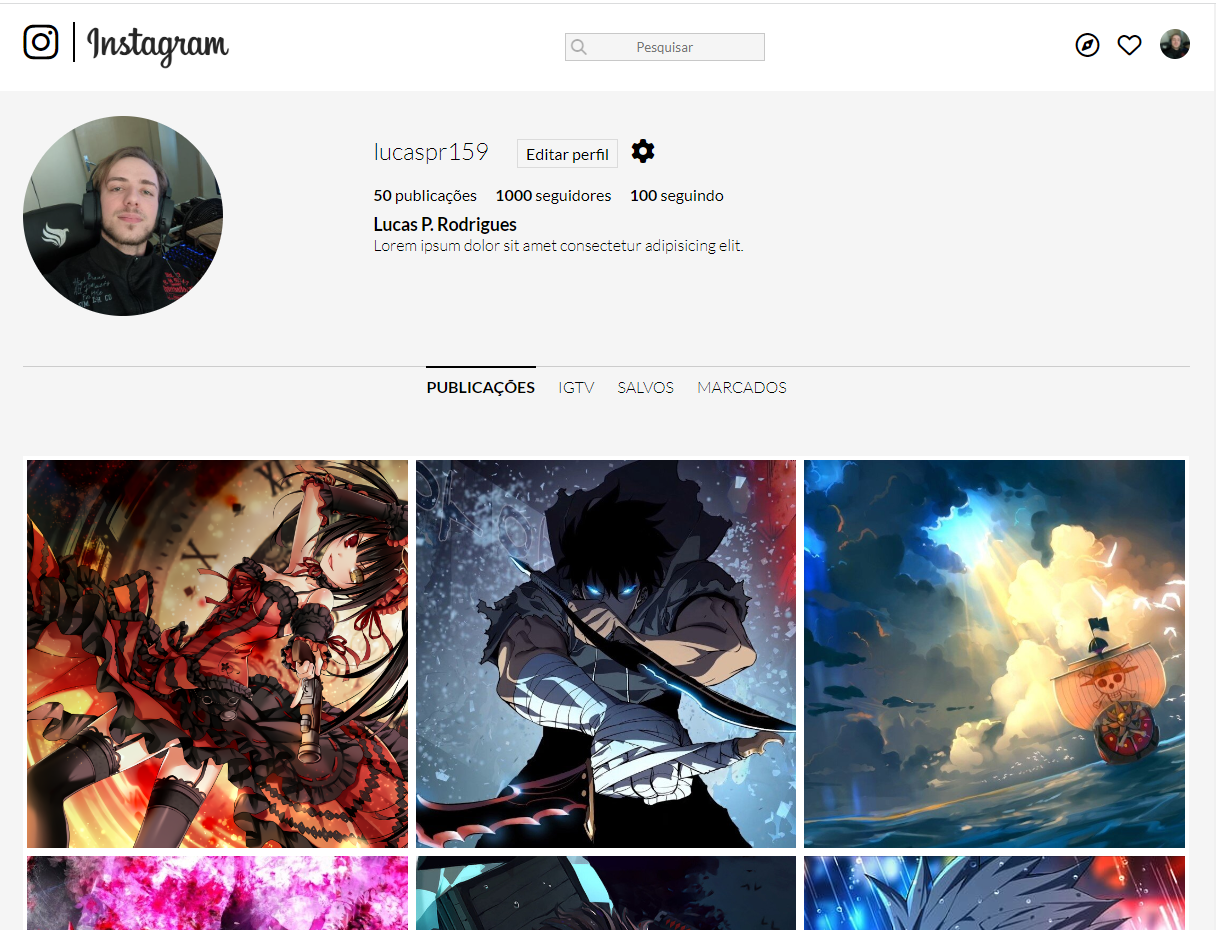 Instagram
Pesquisar
lucaspr159 Editar perfil
50 publicações 1000 seguidores 100 seguindo
Lucas P. Rodrigues
Lorem ipsum dolor sit amet consectetur adipisicing elit.
PUBLICAÇÕES IGTV SALVOS MARCADOS
XI
X